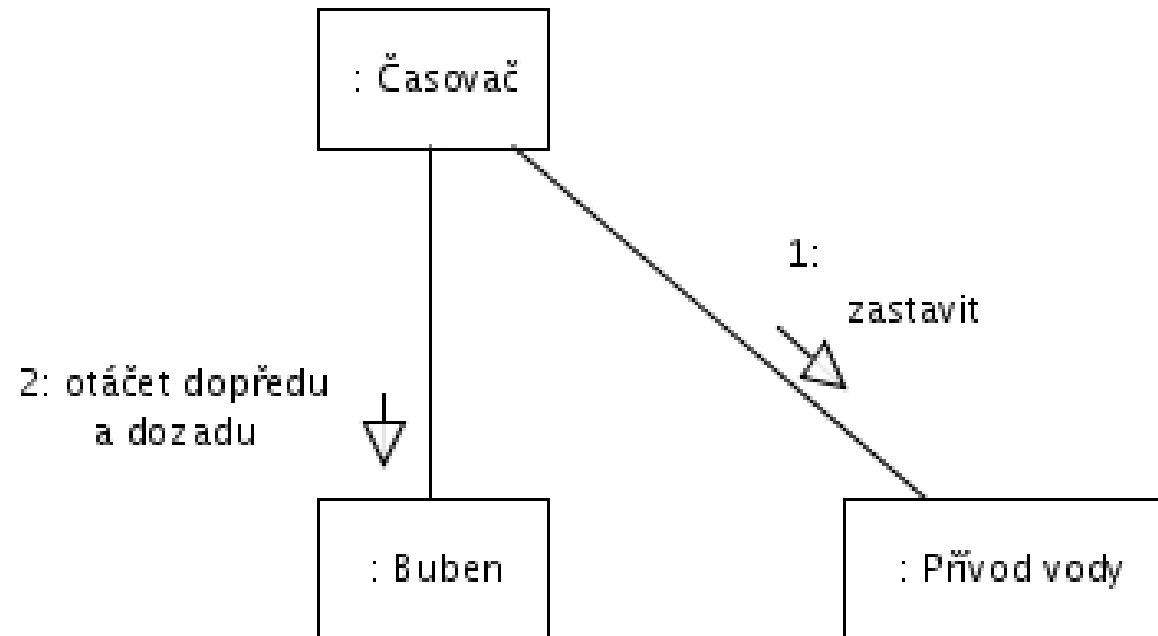 : Časovač
1:
zastavit
2: otáčet dopředu
a dozadu
: Buben
: Přívod vody